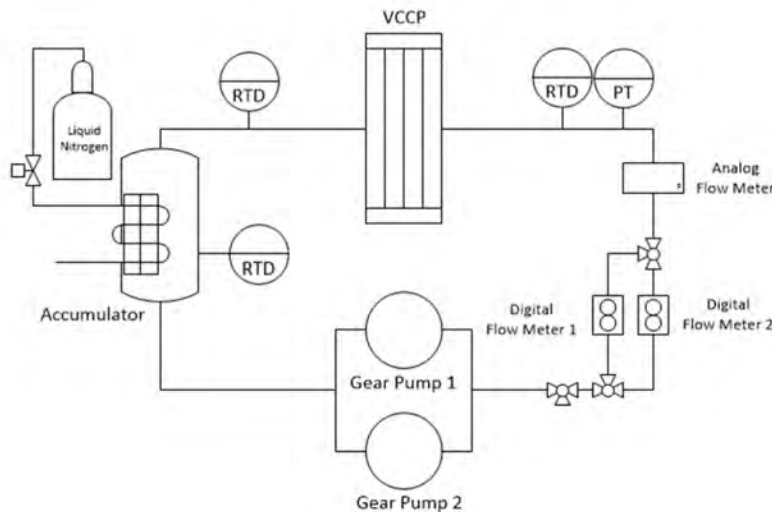 VCCP
RTD
RTD
PT
Liquid
Nitrogen
Analog
Flow Meter
RTD
Accumulator
Digital
Flow Meter 1
Digital
Flow Meter 2
Gear Pump 1
Gear Pump 2